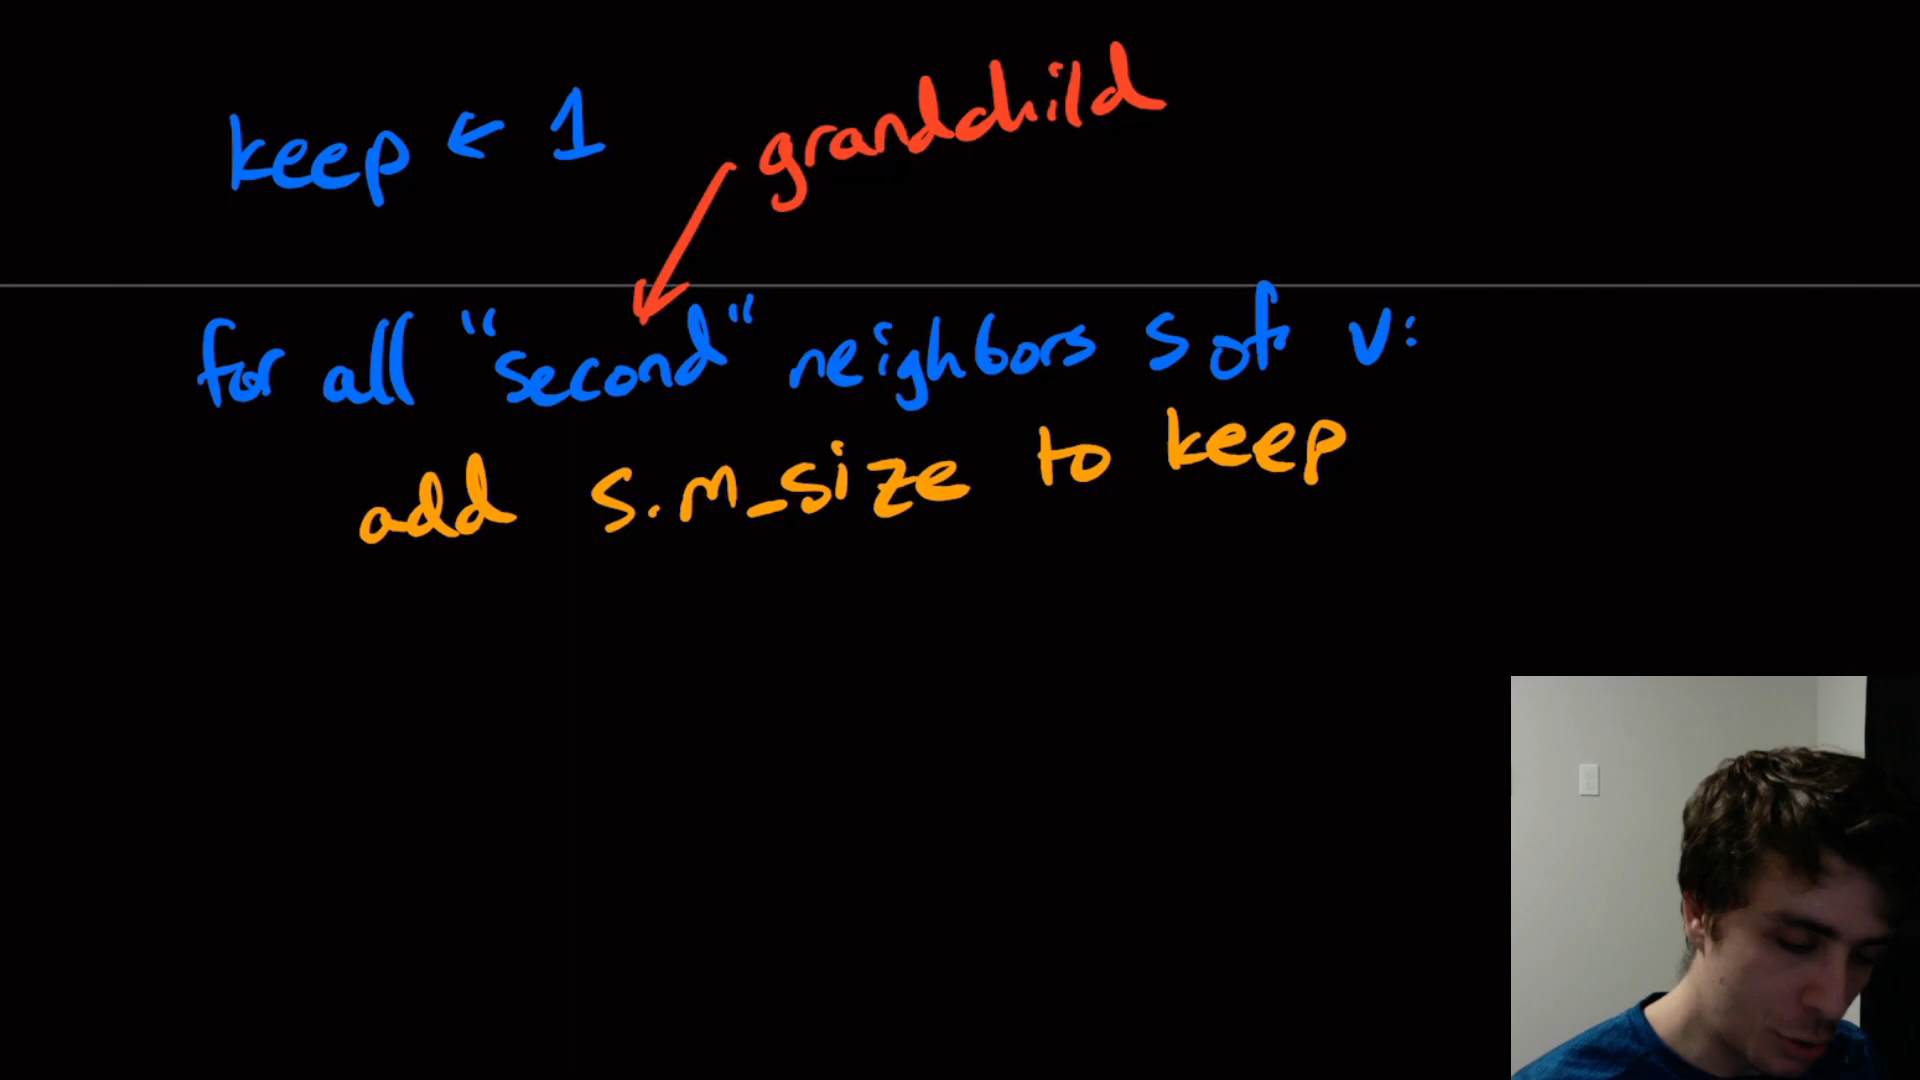 keep ← 1
grandchild
for all "second" neighbors s of v:
add s.m_size to keep